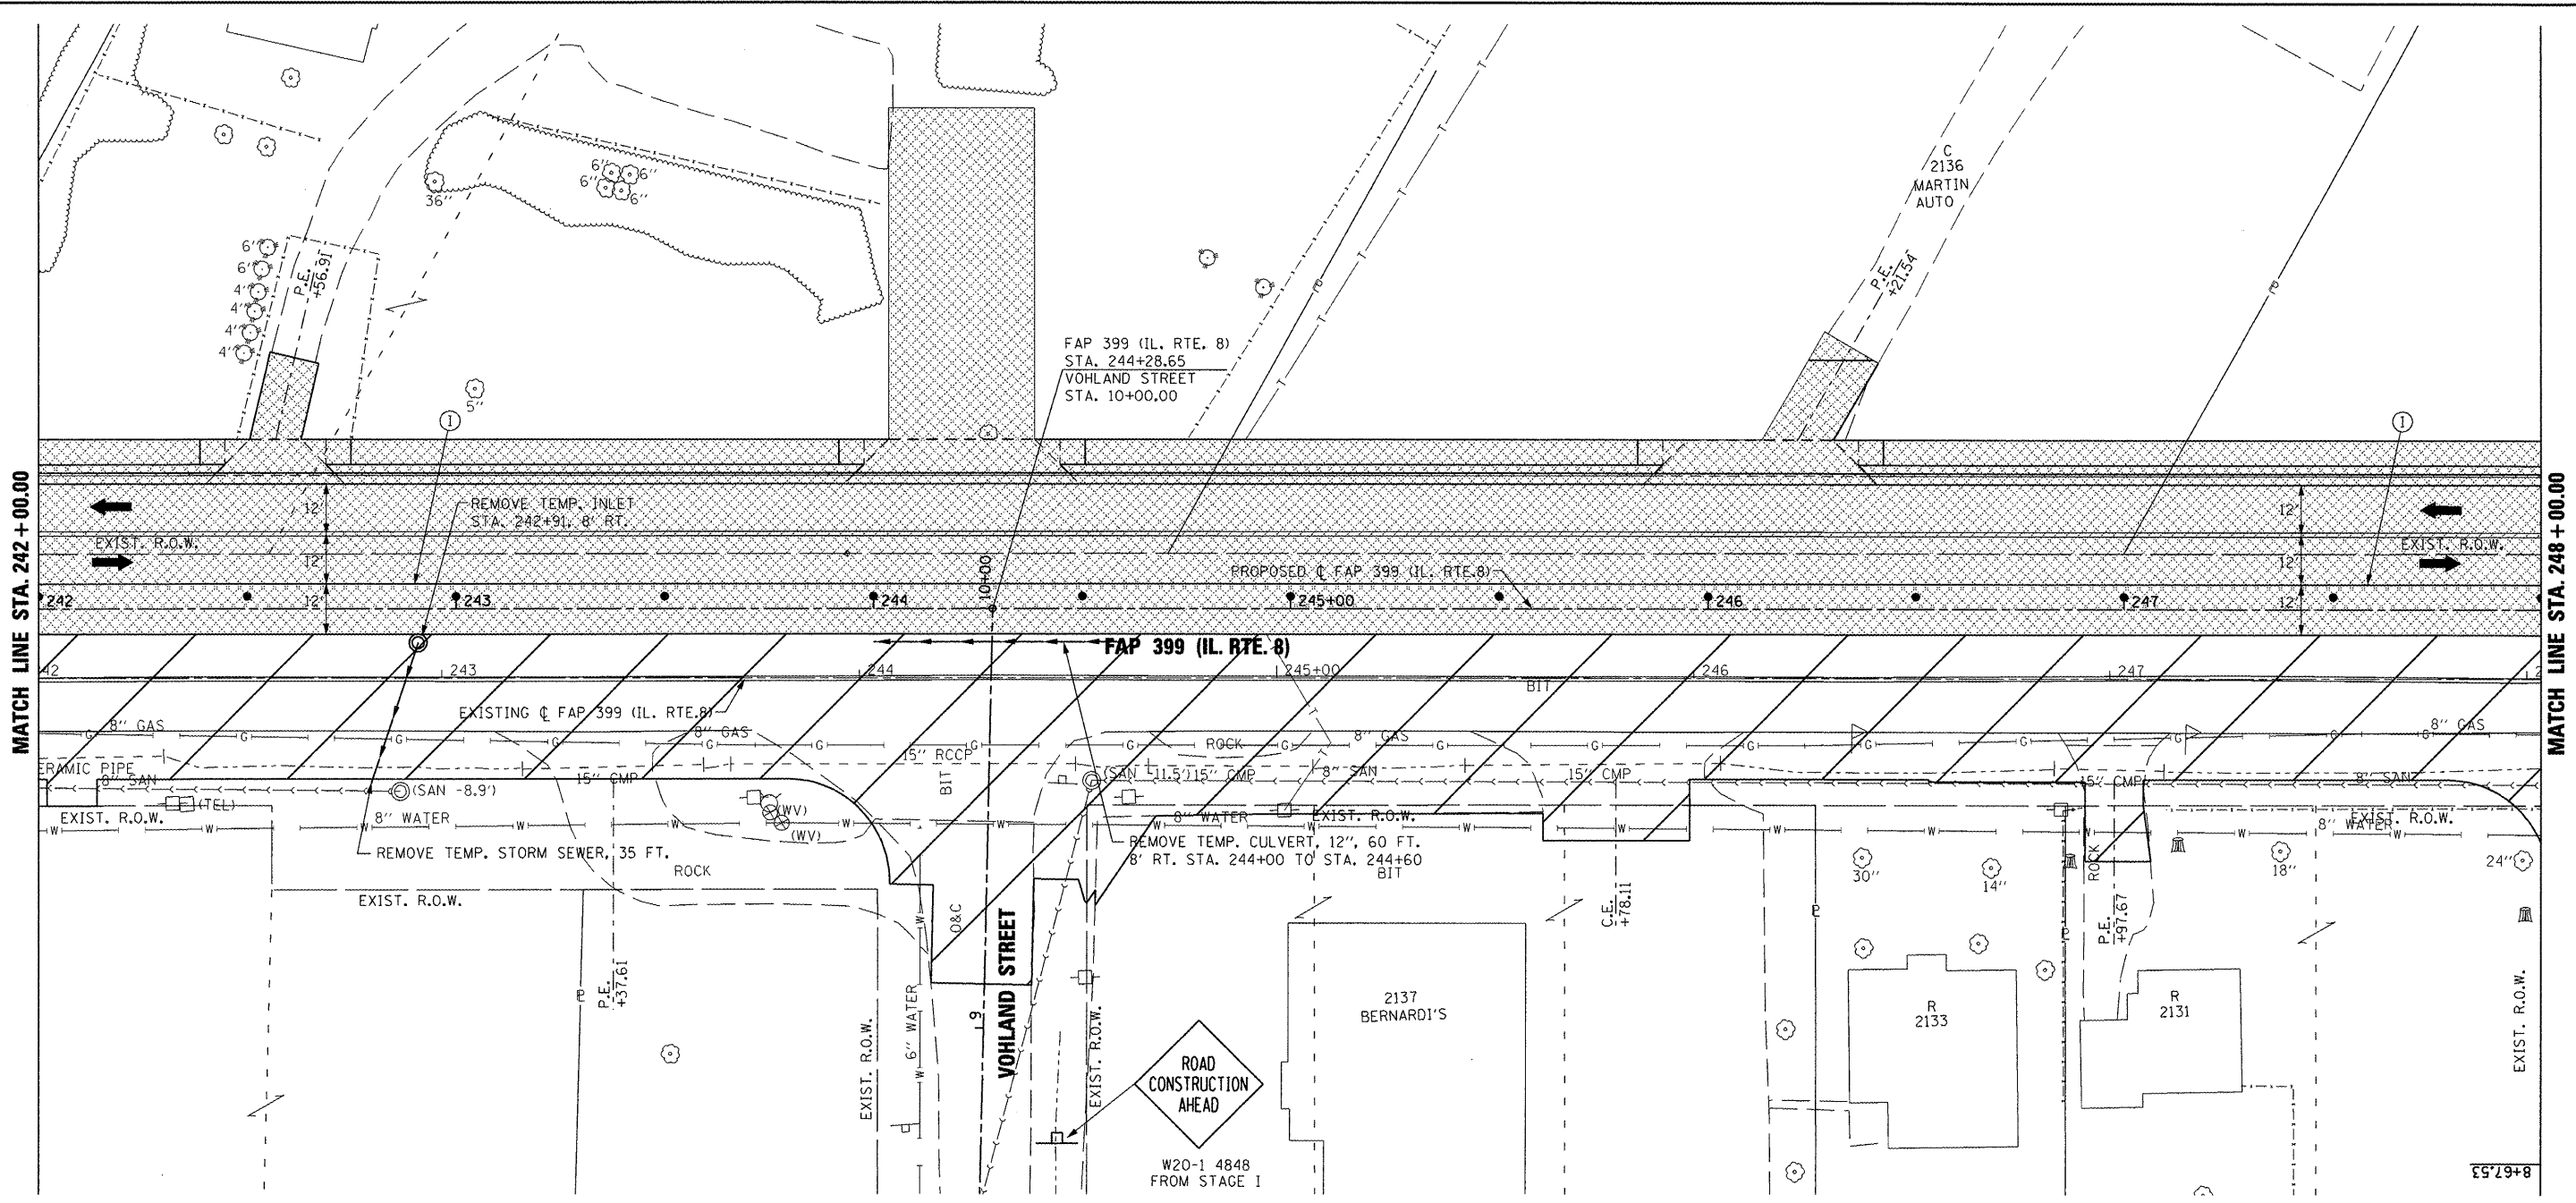 36''
6''
6''
6''
6''
6''
6''
4''
4''
4''
4''
P.E.
+56.91
5''
I
FAP 399 (IL. RTE. 8)
STA. 244+28.65
VOHLAND STREET
STA. 10+00.00
C
2136
MARTIN
AUTO
P.E.
+21.54
T
T
T
T
T
T
I
MATCH LINE STA. 242+00.00
REMOVE TEMP. INLET
STA. 242+91, 8' RT.
12'
12'
12'
EXIST. R.O.W.
10+00
PROPOSED ℄ FAP 399 (IL. RTE.8)
12'
12'
12'
EXIST. R.O.W.
MATCH LINE STA. 248+00.00
242
243
244
245+00
246
247
FAP 399 (IL. RTE. 8)
42
243
244
245+00
246
247
2
BIT
EXISTING ℄ FAP 399 (IL. RTE.8)
8'' GAS
8'' GAS
8'' GAS
8'' GAS
G
G
G
G
G
G
G
G
G
G
G
G
G
ROCK
15'' RCCP
BIT
ERAMIC PIPE
8'' SAN
15'' CMP
(SAN -8.9')
(SAN -11.5')
15'' CMP
8'' SAN
15'' CMP
15'' CMP
8'' SAN
(TEL)
(WV)
(WV)
EXIST. R.O.W.
8'' WATER
8'' WATER
EXIST. R.O.W.
8'' WATER
EXIST. R.O.W.
W
W
W
W
W
W
W
W
W
W
W
W
W
W
REMOVE TEMP. STORM SEWER, 35 FT.
ROCK
EXIST. R.O.W.
REMOVE TEMP. CULVERT, 12'', 60 FT.
8' RT. STA. 244+00 TO STA. 244+60
BIT
O&C
VOHLAND STREET
9
P.E.
+37.61
EXIST. R.O.W.
6'' WATER
EXIST. R.O.W.
C.E.
+78.11
30''
14''
ROCK
P.E.
+97.67
18''
24''
2137
BERNARDI'S
R
2133
R
2131
EXIST. R.O.W.
ROAD
CONSTRUCTION
AHEAD
W20-1 4848
FROM STAGE I
8+67.53